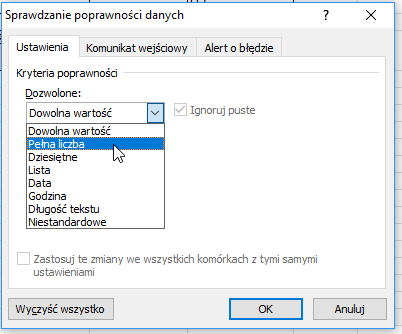 Sprawdzanie poprawności danych
Ustawienia
Komunikat wejściowy
Alert o błędzie
Kryteria poprawności
Dozwolone:
Dowolna wartość
Ignoruj puste
Dowolna wartość
Pełna liczba
Dziesiętne
Lista
Data
Godzina
Długość tekstu
Niestandardowe
Zastosuj te zmiany we wszystkich komórkach z tymi samymi
ustawieniami
Wyczyść wszystko
OK
Anuluj